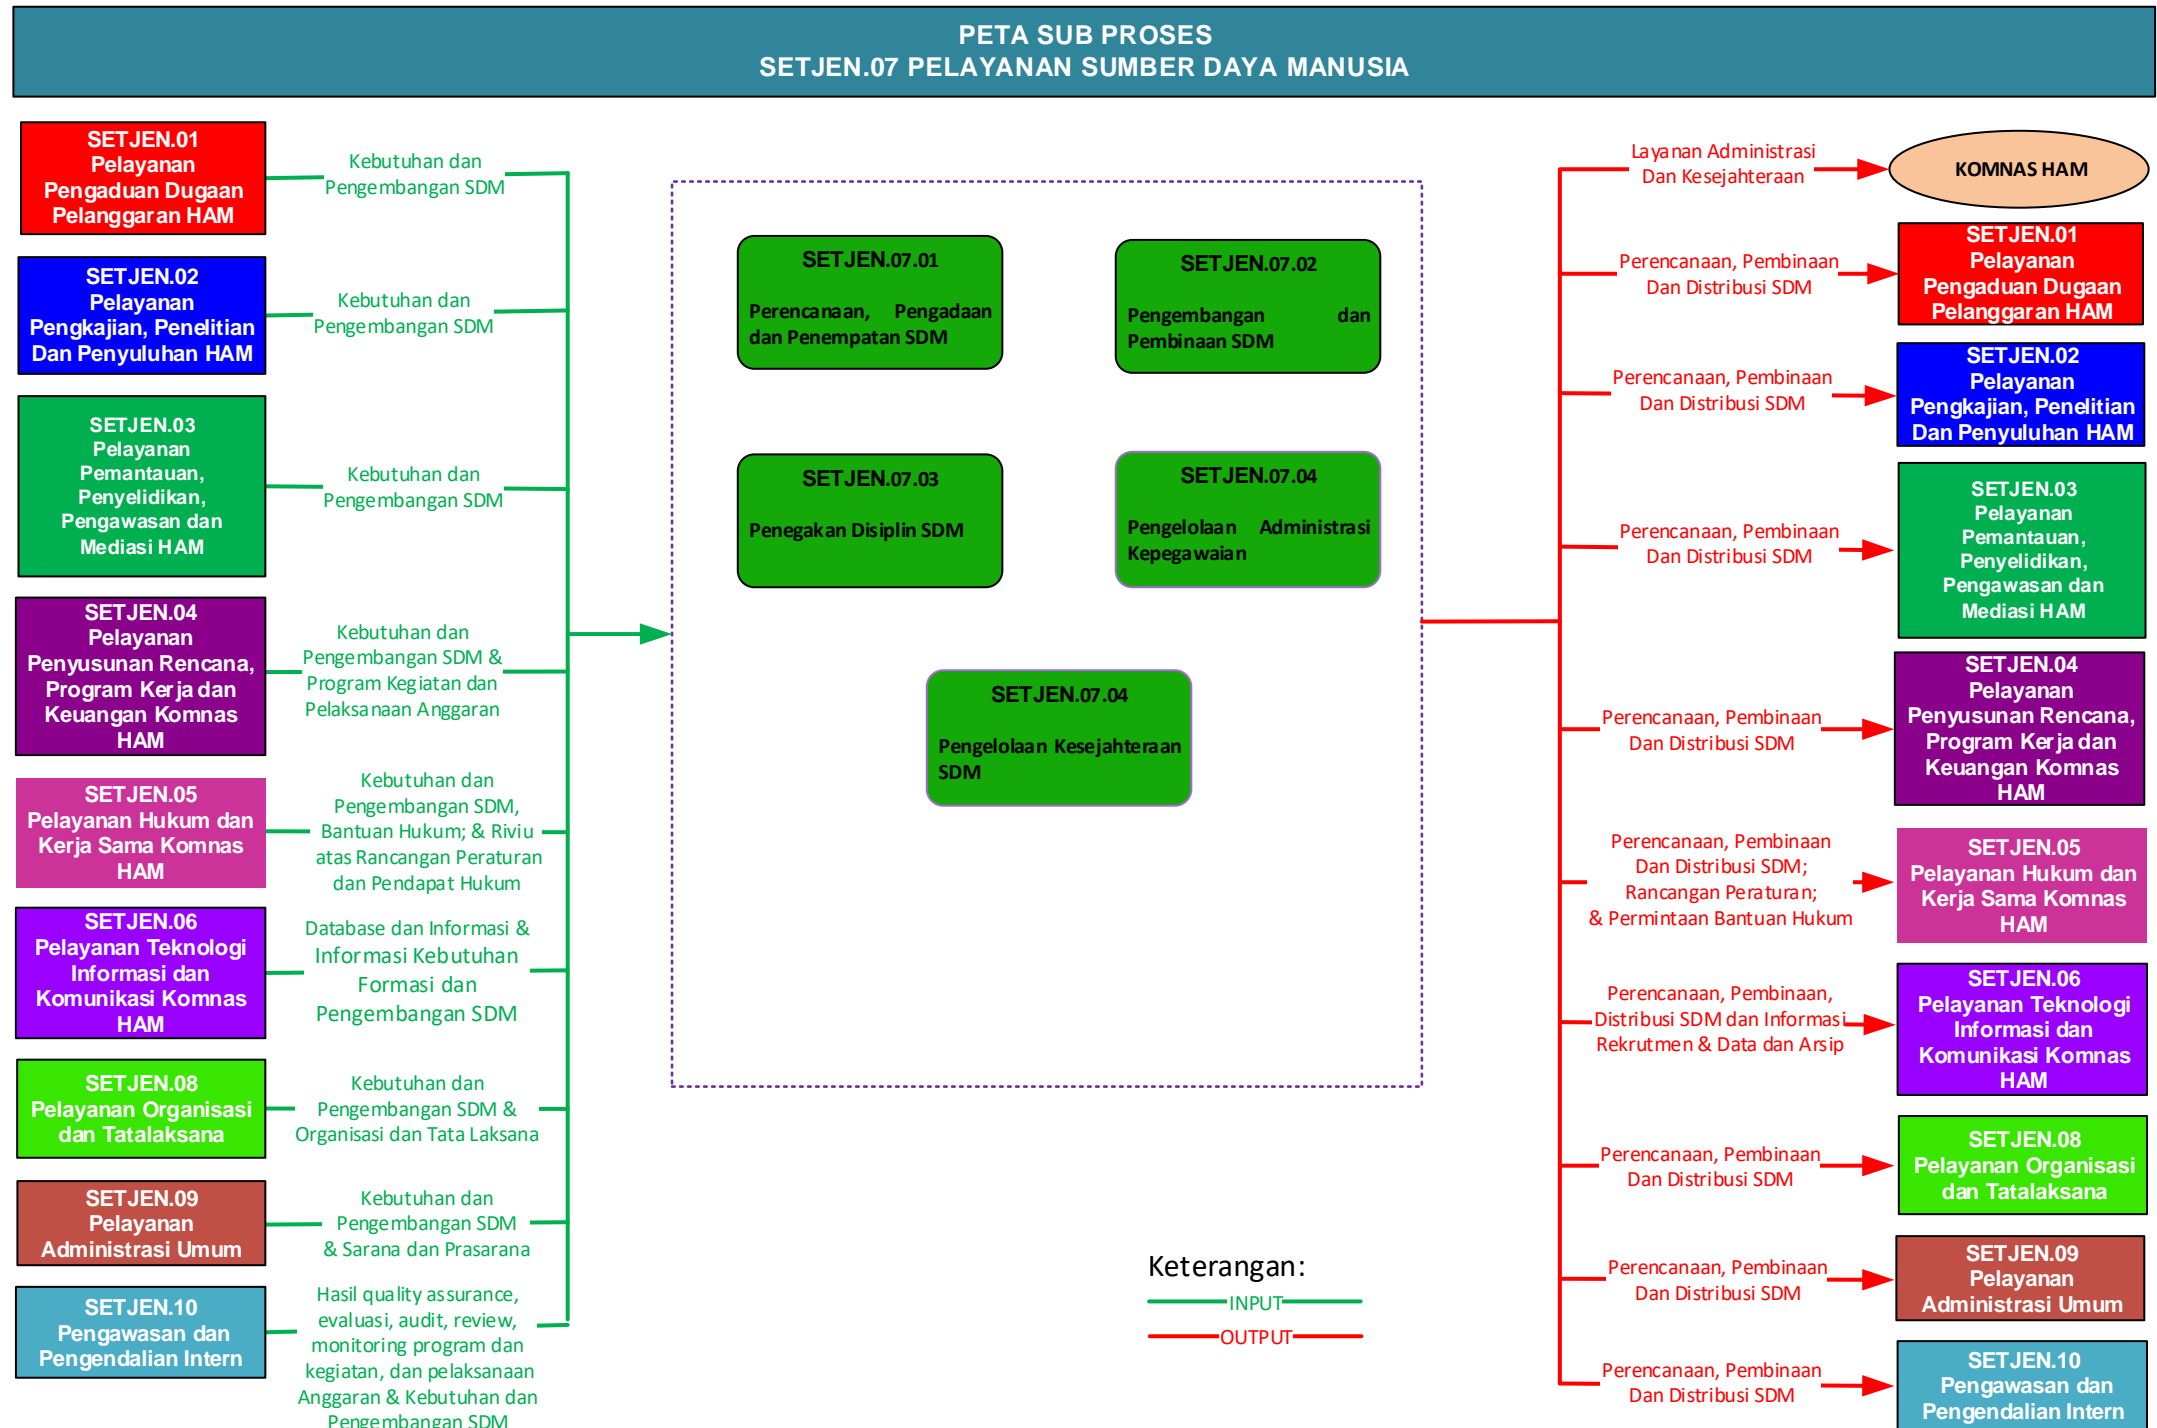 PETA SUB PROSES
SETJEN.07 PELAYANAN SUMBER DAYA MANUSIA
SETJEN.01
Pelayanan
Pengaduan Dugaan
Pelanggaran HAM
Kebutuhan dan
Pengembangan SDM
SETJEN.02
Pelayanan
Pengkajian, Penelitian
Dan Penyuluhan HAM
Kebutuhan dan
Pengembangan SDM
SETJEN.03
Pelayanan
Pemantauan,
Penyelidikan,
Pengawasan dan
Mediasi HAM
Kebutuhan dan
Pengembangan SDM
SETJEN.04
Pelayanan
Penyusunan Rencana,
Program Kerja dan
Keuangan Komnas
HAM
Kebutuhan dan
Pengembangan SDM &
Program Kegiatan dan
Pelaksanaan Anggaran
SETJEN.05
Pelayanan Hukum dan
Kerja Sama Komnas
HAM
Kebutuhan dan
Pengembangan SDM,
Bantuan Hukum; & Riviu
atas Rancangan Peraturan
dan Pendapat Hukum
SETJEN.06
Pelayanan Teknologi
Informasi dan
Komunikasi Komnas
HAM
Database dan Informasi &
Informasi Kebutuhan
Formasi dan
Pengembangan SDM
SETJEN.08
Pelayanan Organisasi
dan Tatalaksana
Kebutuhan dan
Pengembangan SDM &
Organisasi dan Tata Laksana
SETJEN.09
Pelayanan
Administrasi Umum
Kebutuhan dan
Pengembangan SDM
& Sarana dan Prasarana
SETJEN.10
Pengawasan dan
Pengendalian Intern
Hasil quality assurance,
evaluasi, audit, review,
monitoring program dan
kegiatan, dan pelaksanaan
Anggaran & Kebutuhan dan
Pengembangan SDM
SETJEN.07.01
Perencanaan, Pengadaan
dan Penempatan SDM
SETJEN.07.02
Pengembangan dan
Pembinaan SDM
SETJEN.07.03
Penegakan Disiplin SDM
SETJEN.07.04
Pengelolaan Administrasi
Kepegawaian
SETJEN.07.04
Pengelolaan Kesejahteraan
SDM
Keterangan:
INPUT
OUTPUT
Layanan Administrasi
Dan Kesejahteraan
KOMNAS HAM
Perencanaan, Pembinaan
Dan Distribusi SDM
SETJEN.01
Pelayanan
Pengaduan Dugaan
Pelanggaran HAM
Perencanaan, Pembinaan
Dan Distribusi SDM
SETJEN.02
Pelayanan
Pengkajian, Penelitian
Dan Penyuluhan HAM
Perencanaan, Pembinaan
Dan Distribusi SDM
SETJEN.03
Pelayanan
Pemantauan,
Penyelidikan,
Pengawasan dan
Mediasi HAM
Perencanaan, Pembinaan
Dan Distribusi SDM
SETJEN.04
Pelayanan
Penyusunan Rencana,
Program Kerja dan
Keuangan Komnas
HAM
Perencanaan, Pembinaan
Dan Distribusi SDM;
Rancangan Peraturan;
& Permintaan Bantuan Hukum
SETJEN.05
Pelayanan Hukum dan
Kerja Sama Komnas
HAM
Perencanaan, Pembinaan,
Distribusi SDM dan Informasi
Rekrutmen & Data dan Arsip
SETJEN.06
Pelayanan Teknologi
Informasi dan
Komunikasi Komnas
HAM
Perencanaan, Pembinaan
Dan Distribusi SDM
SETJEN.08
Pelayanan Organisasi
dan Tatalaksana
Perencanaan, Pembinaan
Dan Distribusi SDM
SETJEN.09
Pelayanan
Administrasi Umum
Perencanaan, Pembinaan
Dan Distribusi SDM
SETJEN.10
Pengawasan dan
Pengendalian Intern